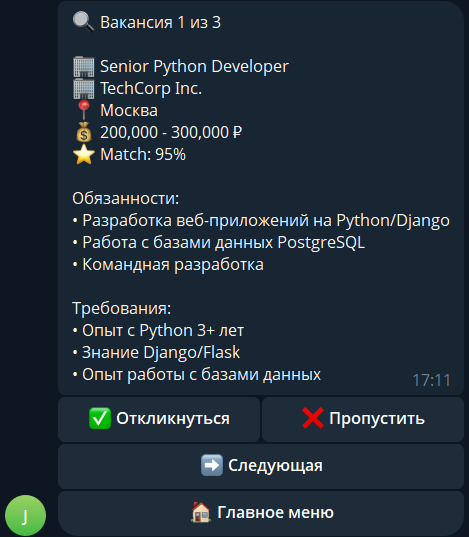 🔍 Вакансия 1 из 3
🏢 Senior Python Developer
🏢 TechCorp Inc.
📍 Москва
💰 200,000 - 300,000 ₽
⭐ Match: 95%
Обязанности:
• Разработка веб-приложений на Python/Django
• Работа с базами данных PostgreSQL
• Командная разработка
Требования:
• Опыт с Python 3+ лет
• Знание Django/Flask
• Опыт работы с базами данных
17:11
✅ Откликнуться
❌ Пропустить
➡️ Следующая
🏠 Главное меню
J